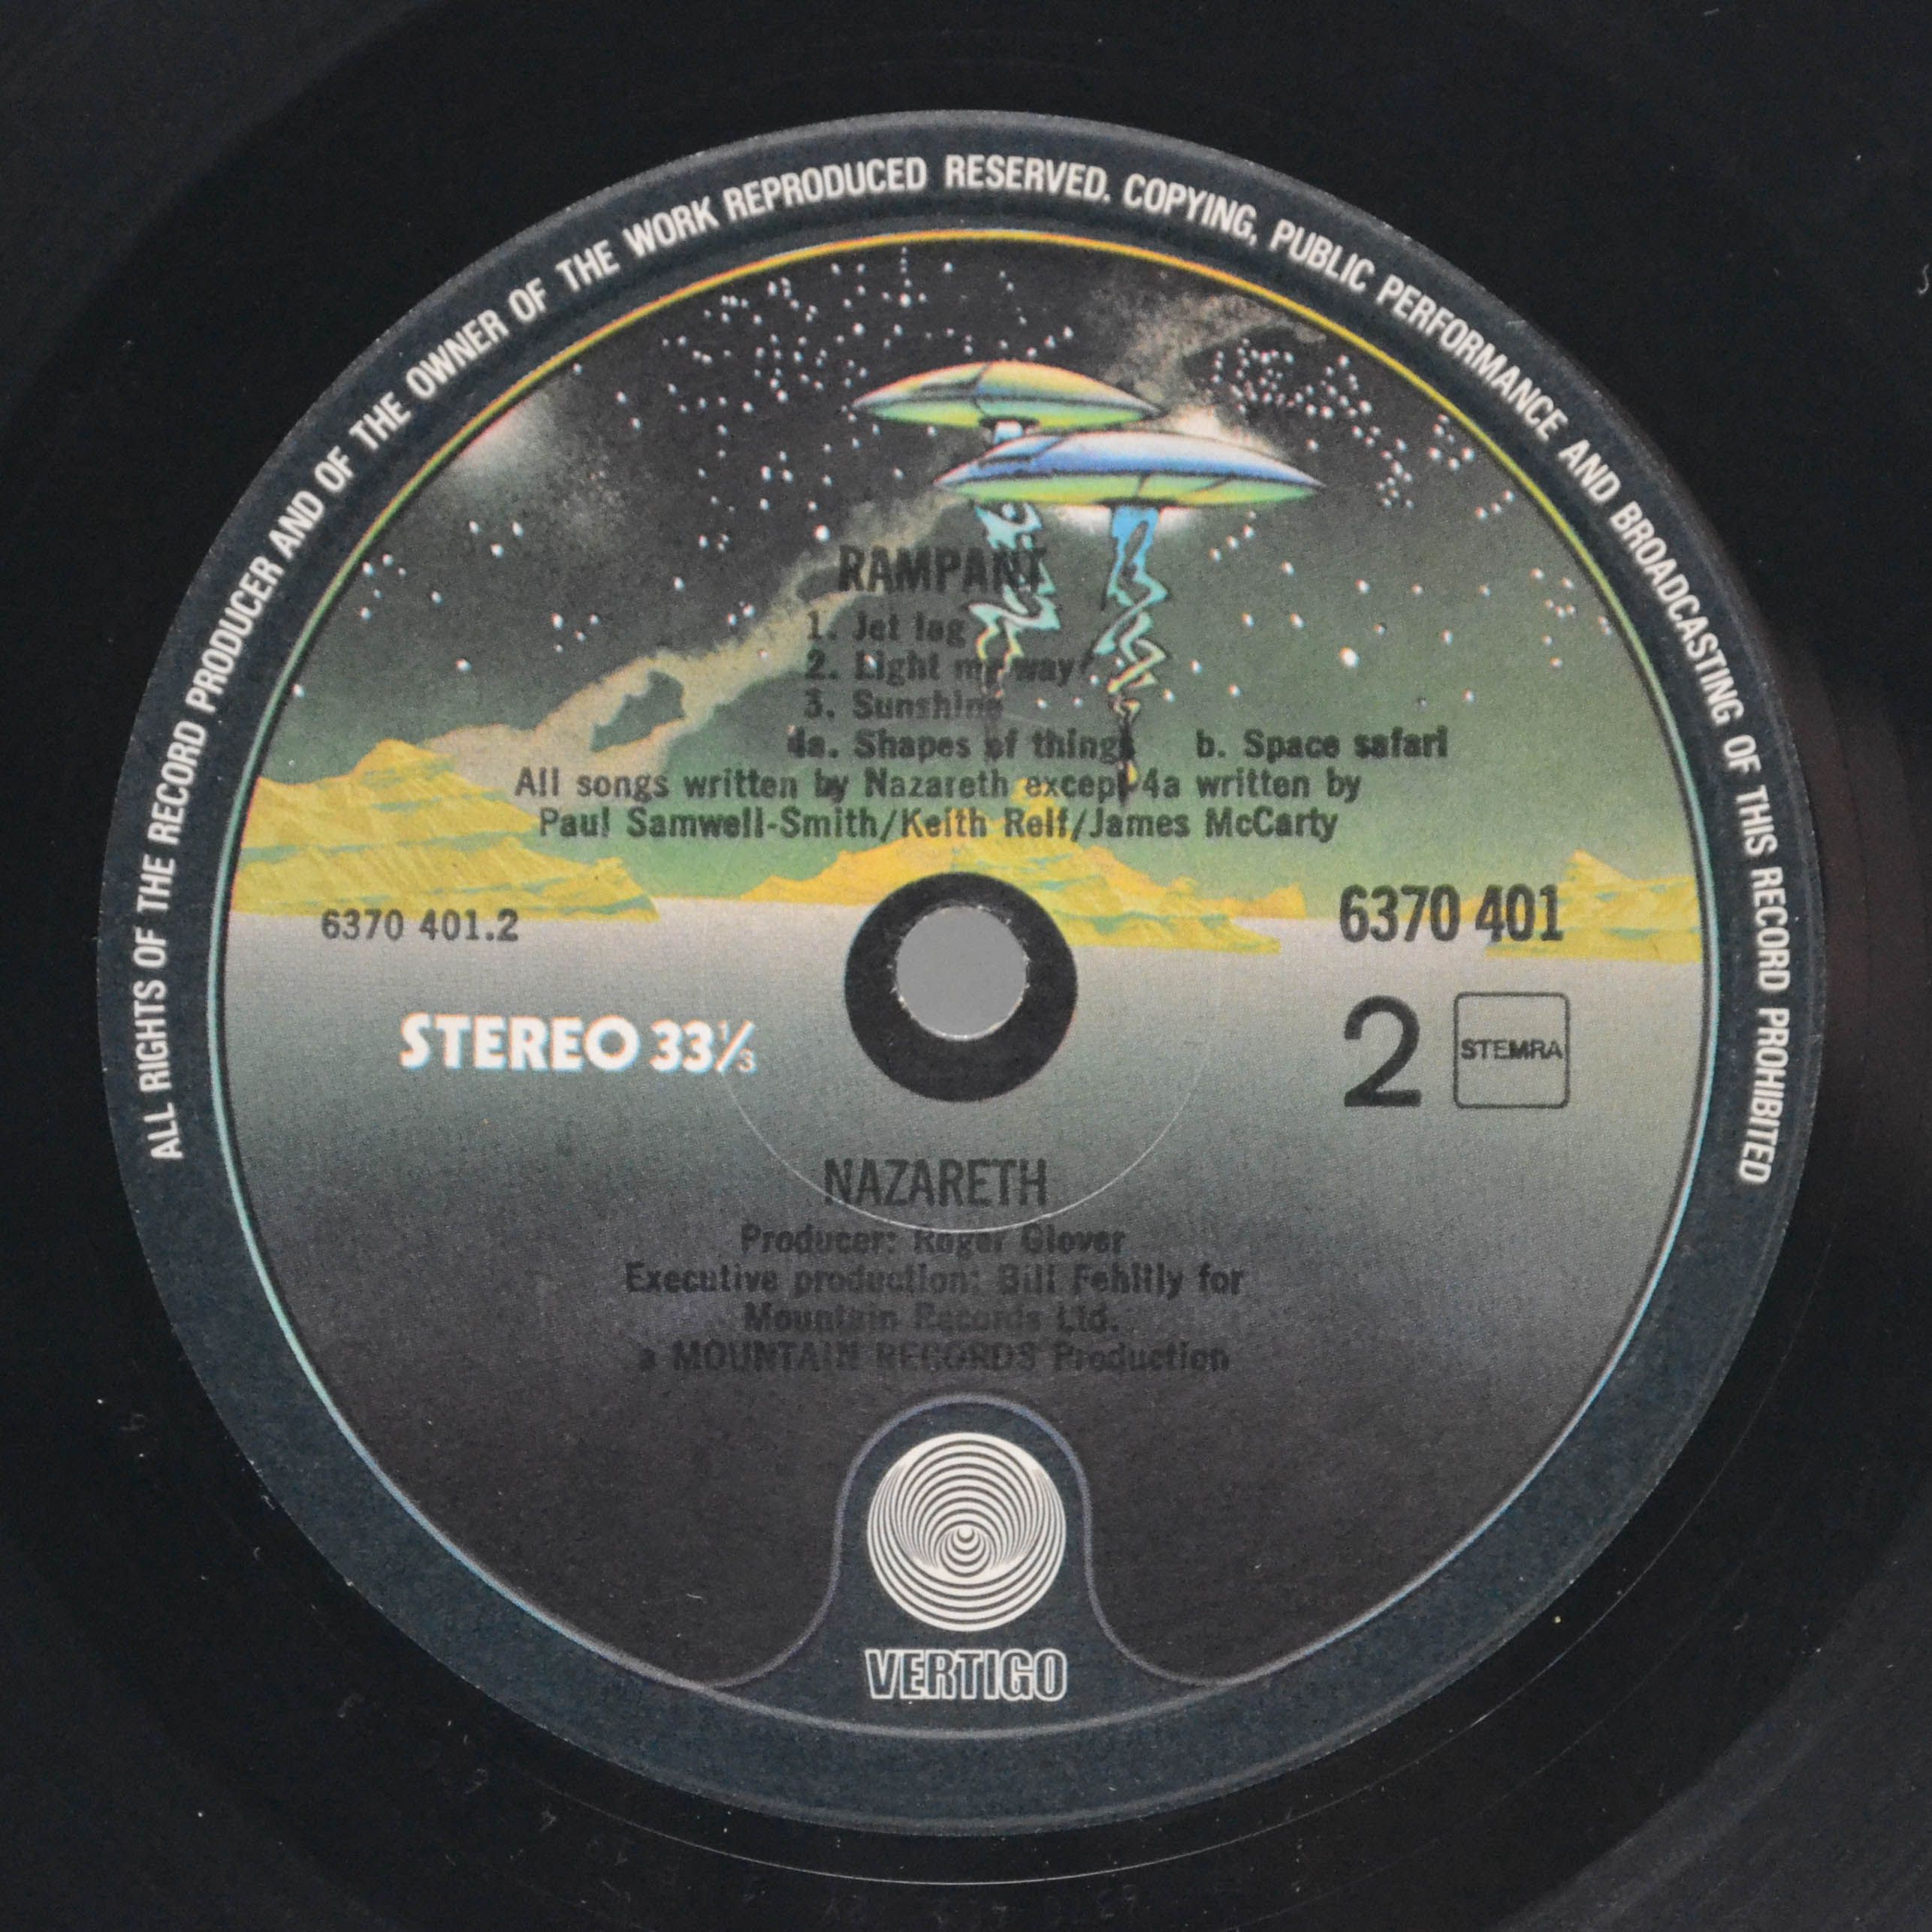 ALL RIGHTS OF THE RECORD PRODUCER AND OF THE OWNER OF THE WORK REPRODUCED RESERVED. COPYING, PUBLIC PERFORMANCE AND BROADCASTING OF THIS RECORD PROHIBITED
RAMPANT
1. Jet lag
2. Light my way
3. Sunshine
4a. Shapes of things b. Space safari
All songs written by Nazareth except 4a written by
Paul Samwell-Smith/Keith Relf/James McCarty
6370 401.2
6370 401
STEREO 33⅓
2 STEMRA
NAZARETH
Producer: Roger Glover
Executive production: Bill Fehilly for
Mountain Records Ltd.
a MOUNTAIN RECORDS Production
VERTIGO